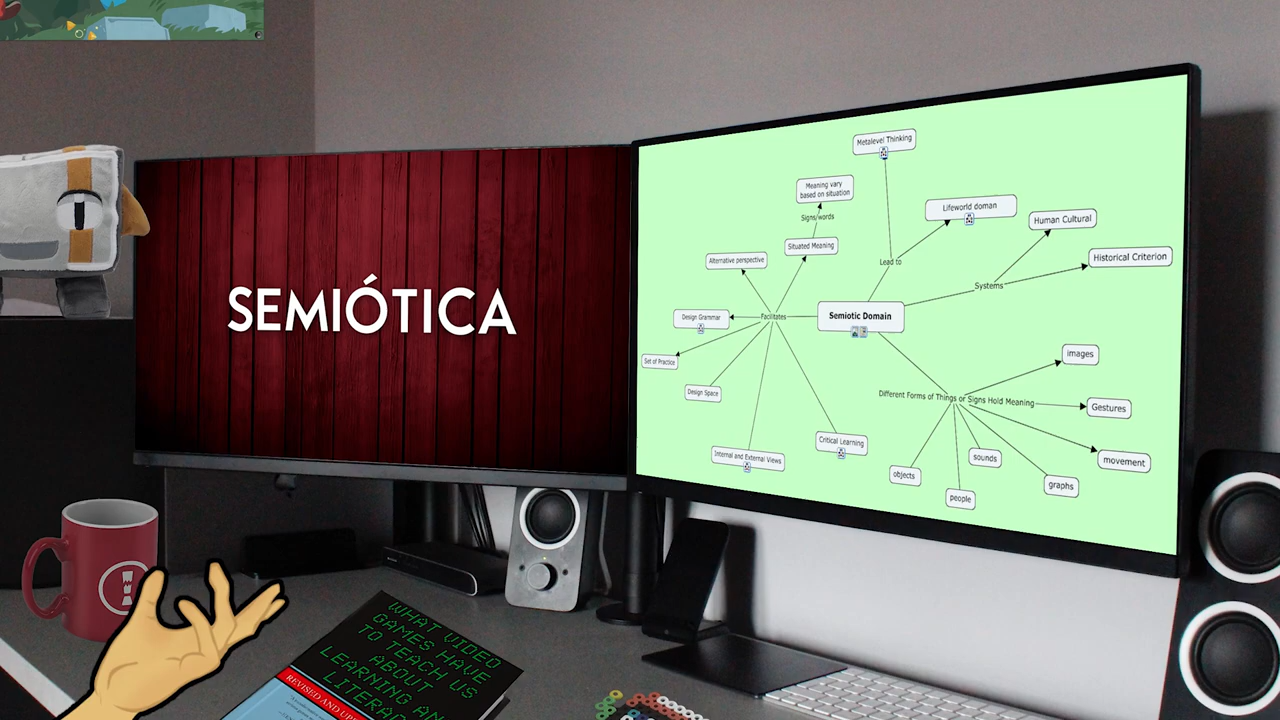 SEMIÓTICA
Metalevel Thinking
Meaning vary
based on situation
Signs/words
Situated Meaning
Lifeworld doman
Human Cultural
Historical Criterion
Lead to
Systems
Alternative perspective
Design Grammar
Facilitates
Semiotic Domain
Set of Practice
Design Space
Internal and External Views
Critical Learning
Different Forms of Things or Signs Hold Meaning
images
Gestures
movement
graphs
sounds
people
objects
WHAT VIDEO
GAMES HAVE
TO TEACH US
ABOUT
LEARNING AN
LITERAC
REVISED AND UP